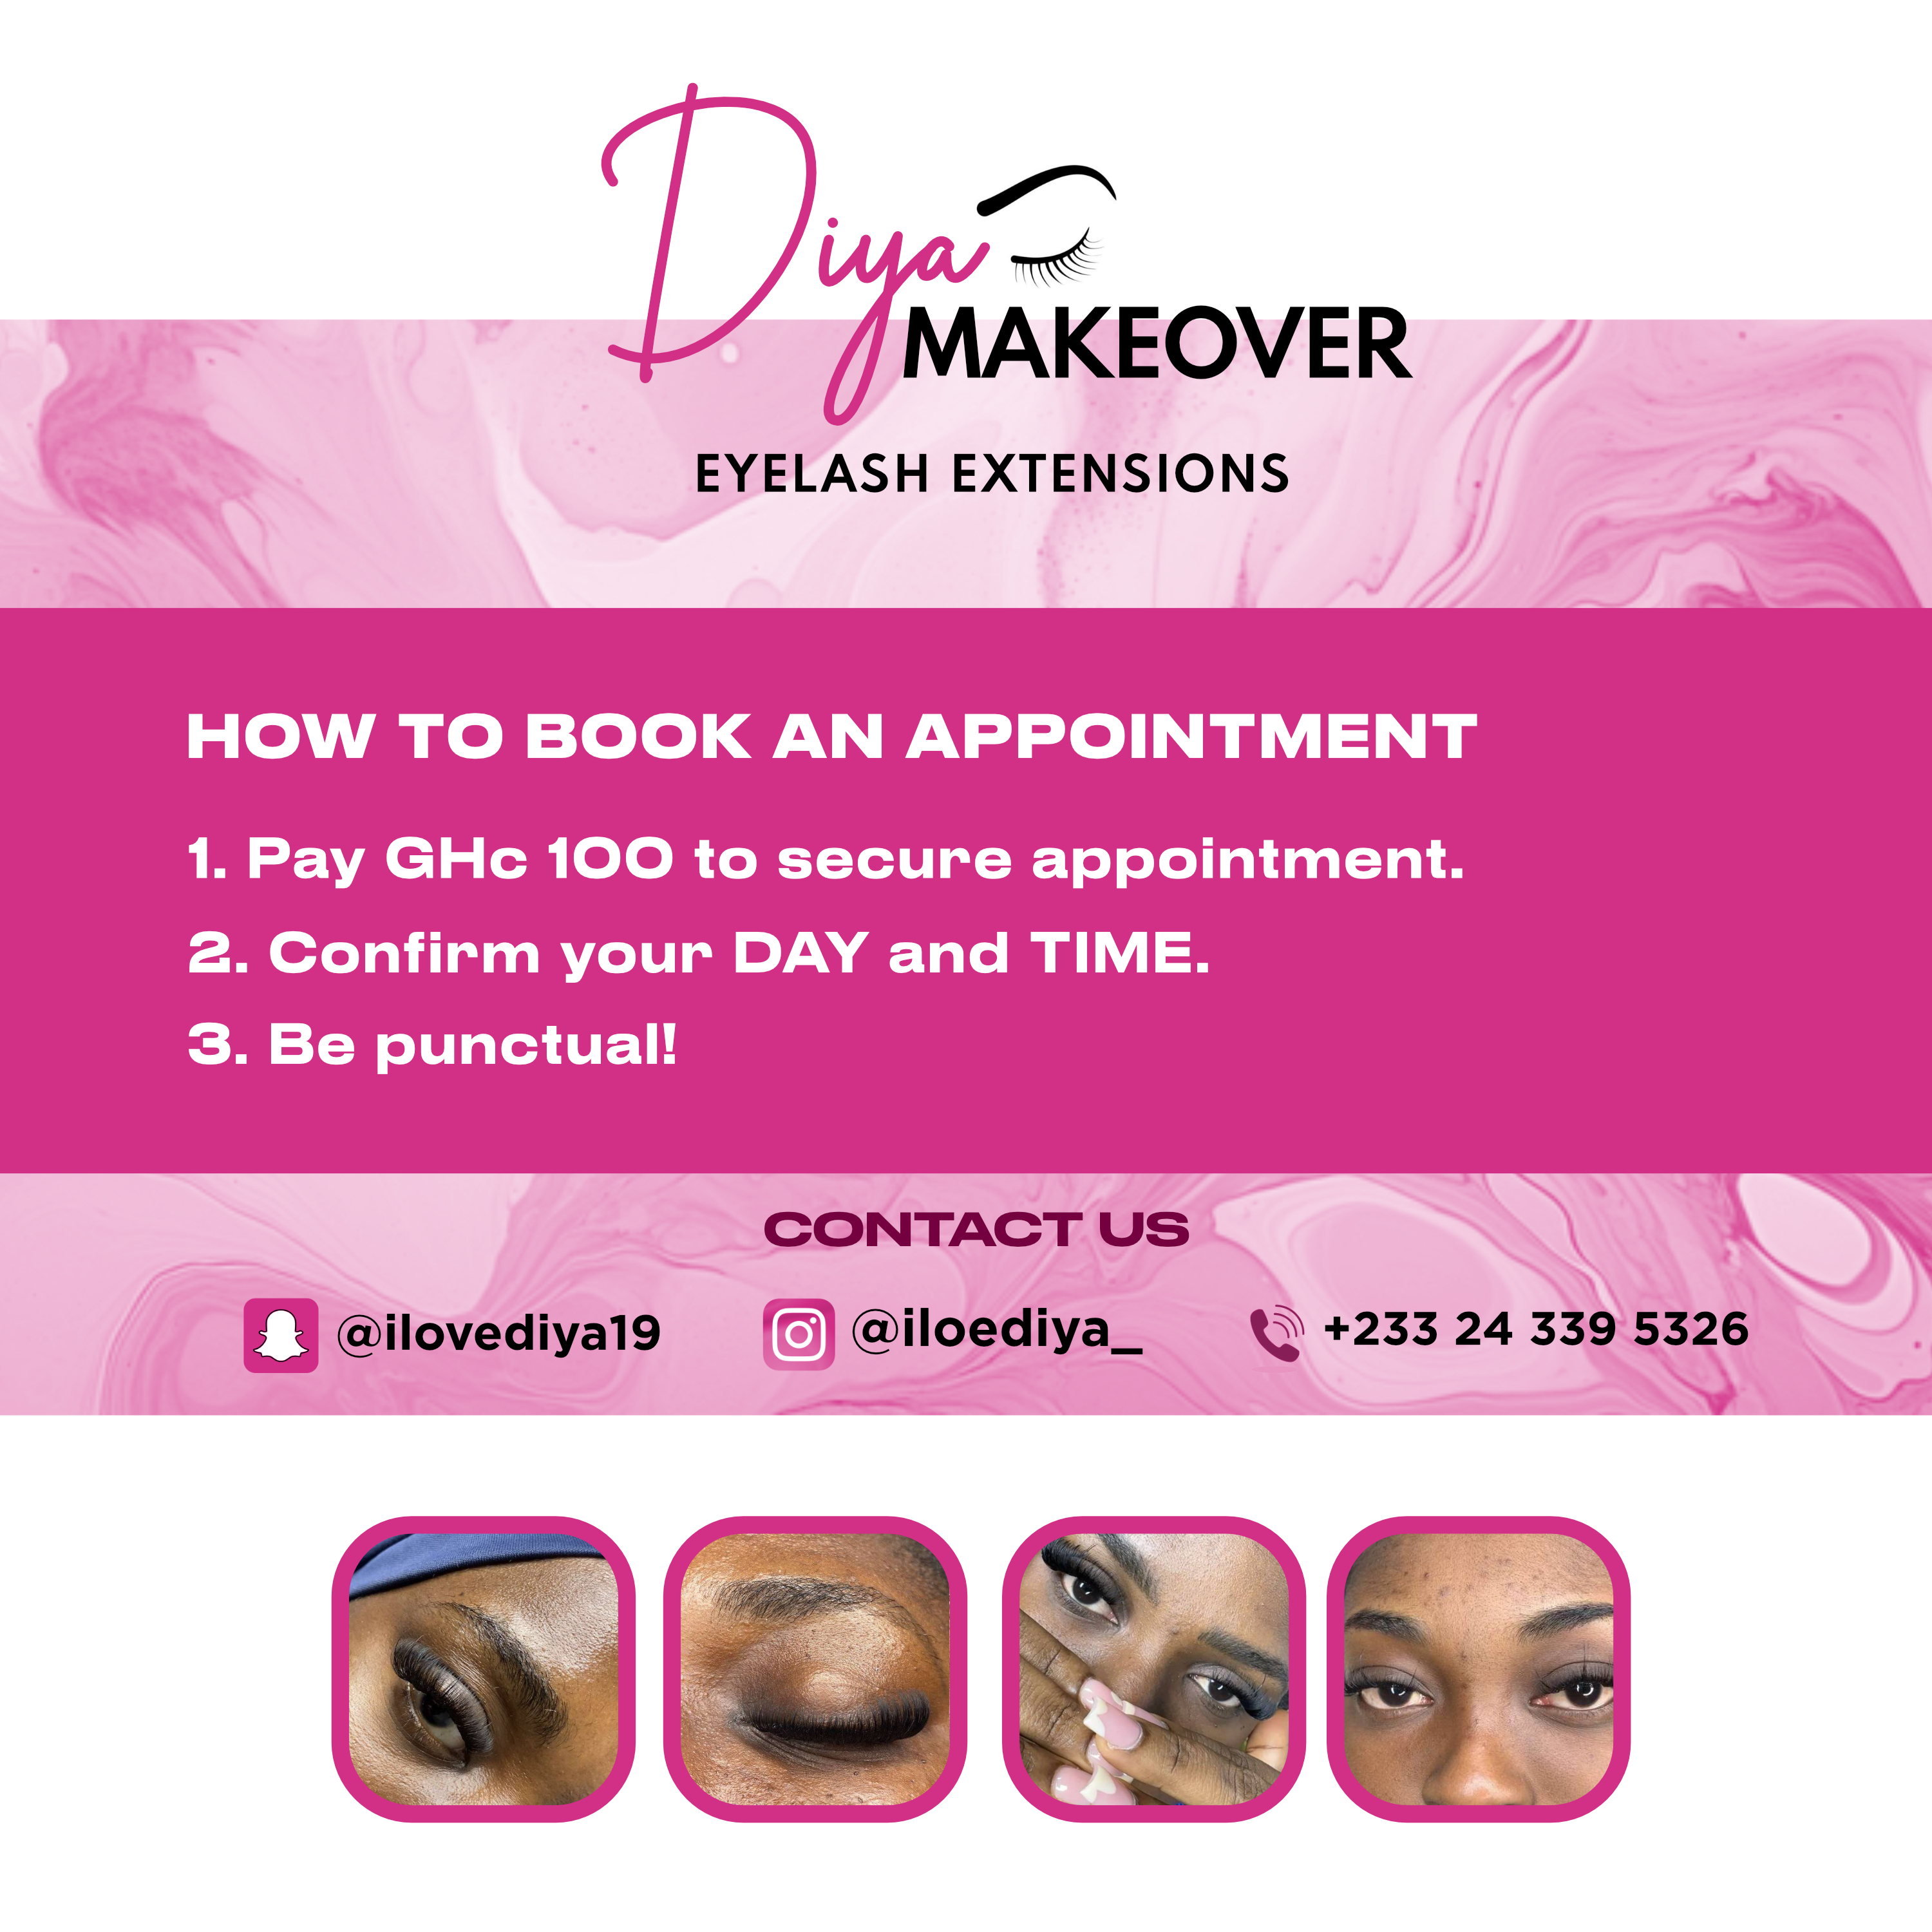 Diya
MAKEOVER
EYELASH EXTENSIONS
HOW TO BOOK AN APPOINTMENT
1. Pay GHc 100 to secure appointment.
2. Confirm your DAY and TIME.
3. Be punctual!
CONTACT US
@ilovediya19
@iloediya_
+233 24 339 5326